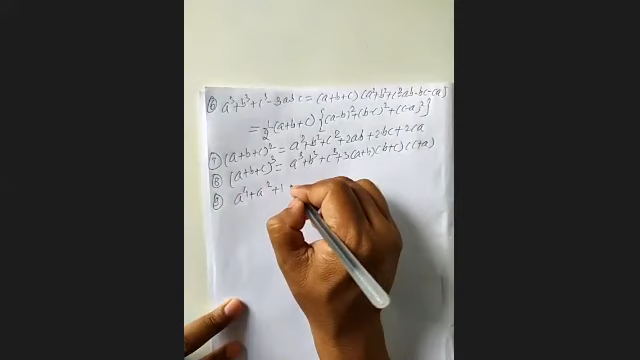 ⑥ a³+b³+c³-3abc = (a+b+c) (a²+b²+c²-ab-bc-ca)
= 1/2 (a+b+c) {(a-b)²+(b-c)²+(c-a)²}
⑦ (a+b+c)² = a²+b²+c²+2ab+2bc+2ca
⑧ (a+b+c)³ = a³+b³+c³+3(a+b)(b+c)(c+a)
⑨ a⁴+a²+1